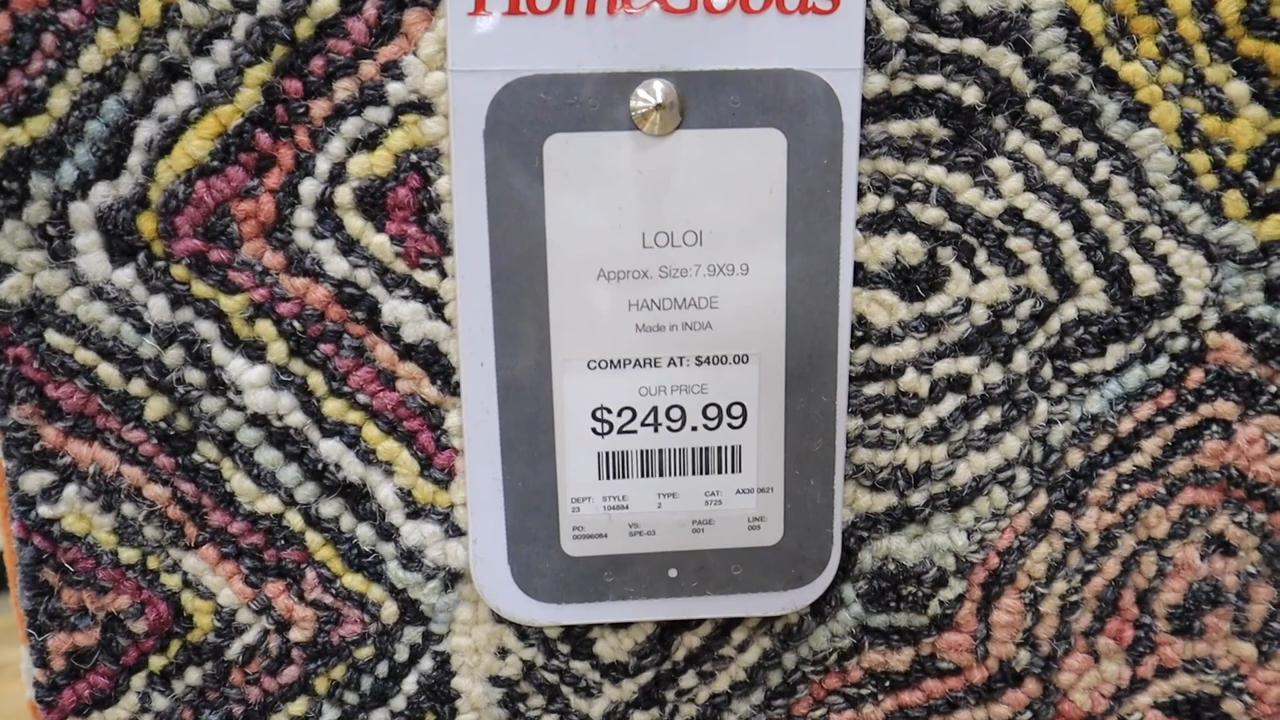 HomeGoods
LOLOI
Approx. Size:7.9X9.9
HANDMADE
Made in INDIA
COMPARE AT: $400.00
OUR PRICE
$249.99
DEPT: STYLE: TYPE: CAT: AX30 0621
23 104884 2 5725
PO: VS: PAGE: LINE:
00996084 SPE-03 001 005